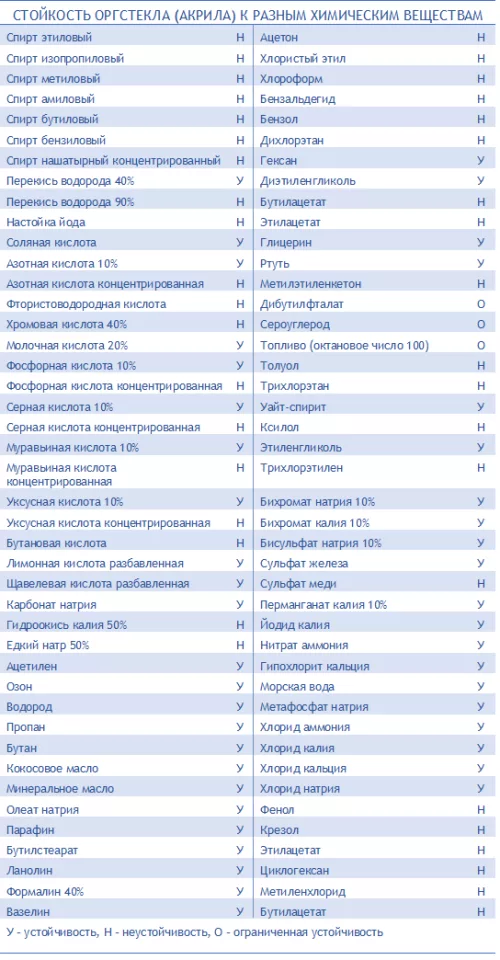 СТОЙКОСТЬ ОРГСТЕКЛА (АКРИЛА) К РАЗНЫМ ХИМИЧЕСКИМ ВЕЩЕСТВАМ
Спирт этиловый Н Ацетон Н
Спирт изопропиловый Н Хлористый этил Н
Спирт метиловый Н Хлороформ Н
Спирт амиловый Н Бензальдегид Н
Спирт бутиловый Н Бензол Н
Спирт бензиловый Н Дихлорэтан Н
Спирт нашатырный концентрированный Н Гексан У
Перекись водорода 40% У Диэтиленгликоль У
Перекись водорода 90% Н Бутилацетат Н
Настойка йода Н Этилацетат Н
Соляная кислота У Глицерин У
Азотная кислота 10% У Ртуть У
Азотная кислота концентрированная Н Метилэтиленкетон Н
Фтористоводородная кислота Н Дибутилфталат О
Хромовая кислота 40% Н Сероуглерод О
Молочная кислота 20% У Топливо (октановое число 100) О
Фосфорная кислота 10% У Толуол Н
Фосфорная кислота концентрированная Н Трихлорэтан Н
Серная кислота 10% У Уайт-спирит У
Серная кислота концентрированная Н Ксилол Н
Муравьиная кислота 10% У Этиленгликоль У
Муравьиная кислота Н Трихлорэтилен Н
концентрированная
Уксусная кислота 10% У Бихромат натрия 10% У
Уксусная кислота концентрированная Н Бихромат калия 10% У
Бутановая кислота Н Бисульфат натрия 10% У
Лимонная кислота разбавленная У Сульфат железа У
Щавелевая кислота разбавленная У Сульфат меди Н
Карбонат натрия У Перманганат калия 10% У
Гидроокись калия 50% Н Йодид калия У
Едкий натр 50% Н Нитрат аммония У
Ацетилен У Гипохлорит кальция У
Озон У Морская вода У
Водород У Метафосфат натрия У
Пропан У Хлорид аммония У
Бутан У Хлорид калия У
Кокосовое масло У Хлорид кальция У
Минеральное масло У Хлорид натрия У
Олеат натрия У Фенол Н
Парафин У Крезол Н
Бутилстеарат У Этилацетат Н
Ланолин У Циклогексан Н
Формалин 40% У Метиленхлорид Н
Вазелин У Бутилацетат Н
У - устойчивость, Н - неустойчивость, О - ограниченная устойчивость